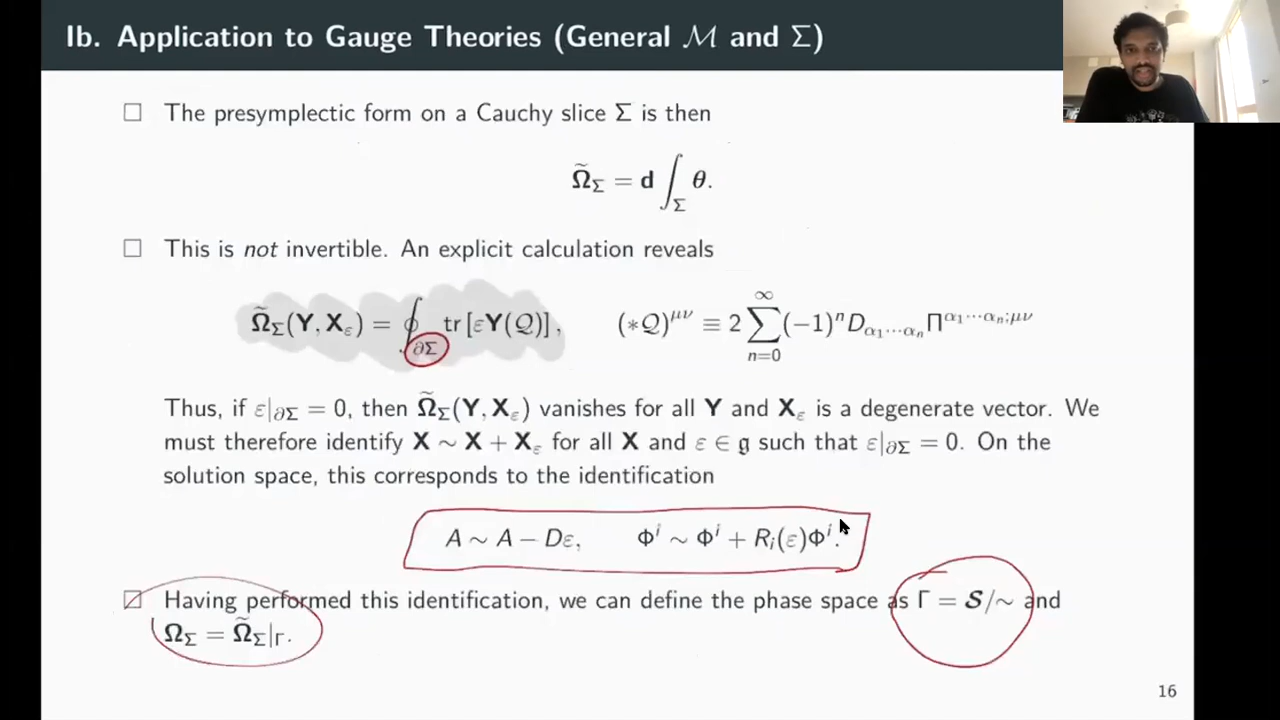 Ib. Application to Gauge Theories (General ℳ and Σ)
□ The presymplectic form on a Cauchy slice Σ is then
Ω̃_Σ = d ∫_Σ θ.
□ This is not invertible. An explicit calculation reveals
Ω̃_Σ(Y, X_ε) = ∮_∂Σ tr[εY(𝒬)], (∗𝒬)^μν ≡ 2 ∑_{n=0}^{∞} (−1)^n D_{α₁⋯αₙ} Π^{α₁⋯αₙ;μν}
Thus, if ε|_∂Σ = 0, then Ω̃_Σ(Y, X_ε) vanishes for all Y and X_ε is a degenerate vector. We
must therefore identify X ∼ X + X_ε for all X and ε ∈ 𝔤 such that ε|_∂Σ = 0. On the
solution space, this corresponds to the identification
A ∼ A − Dε, Φ^i ∼ Φ^i + R_i(ε)Φ^i.
□ Having performed this identification, we can define the phase space as Γ = 𝓢/∼ and
Ω_Σ = Ω̃_Σ|_Γ.
16